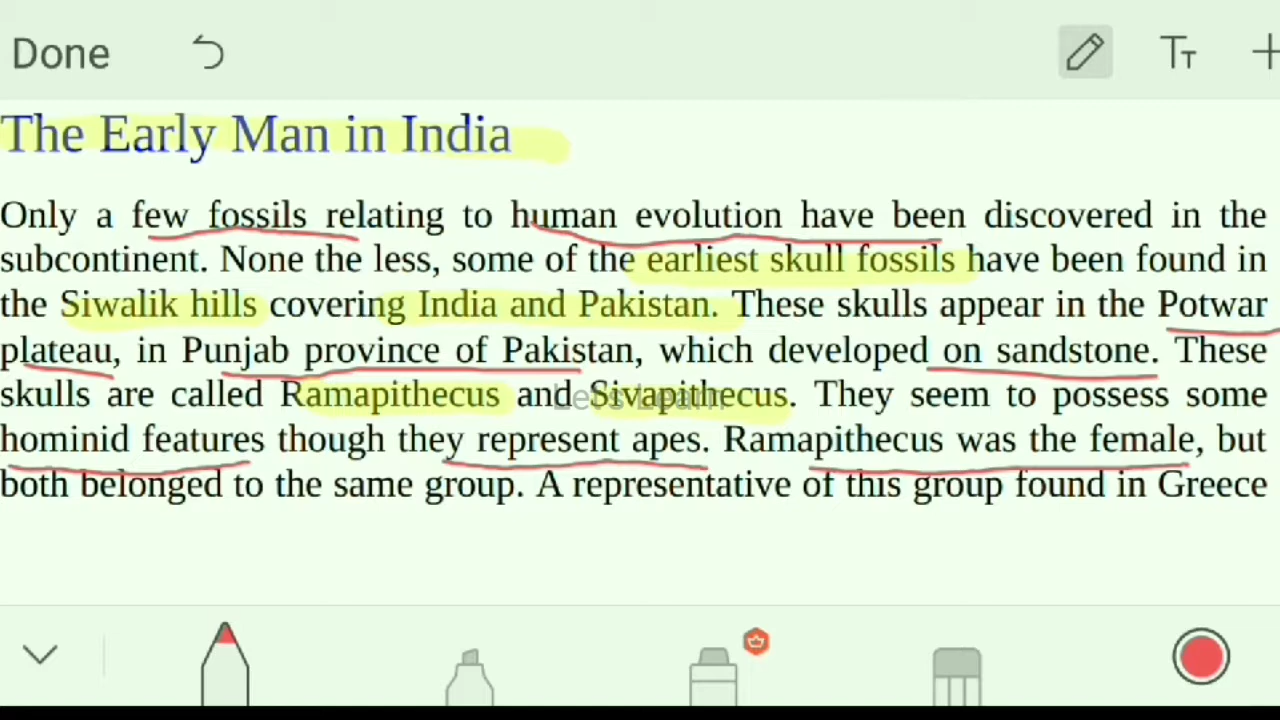 Done
The Early Man in India
Only a few fossils relating to human evolution have been discovered in the
subcontinent. None the less, some of the earliest skull fossils have been found in
the Siwalik hills covering India and Pakistan. These skulls appear in the Potwar
plateau, in Punjab province of Pakistan, which developed on sandstone. These
skulls are called Ramapithecus and Sivapithecus. They seem to possess some
Let's Learn
hominid features though they represent apes. Ramapithecus was the female, but
both belonged to the same group. A representative of this group found in Greece